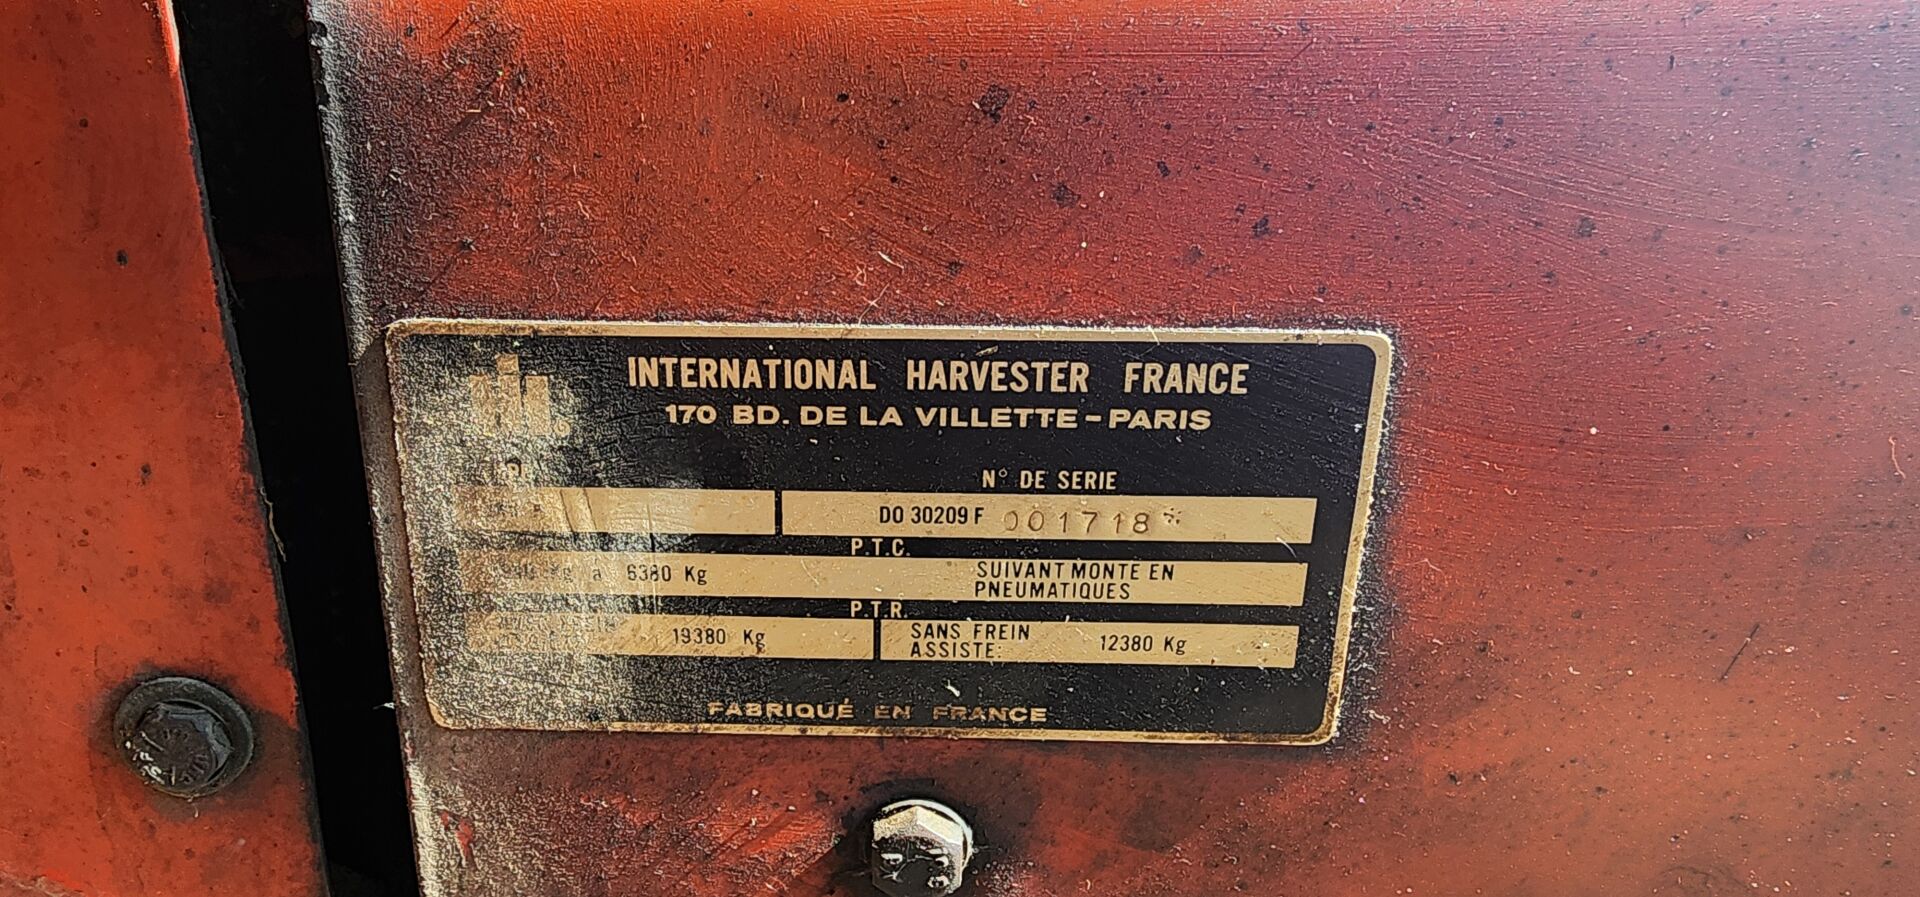 INTERNATIONAL HARVESTER FRANCE
170 BD. DE LA VILLETTE - PARIS
N° DE SERIE
DO 30209 F 001718*
P.T.C.
Kg a 6380 Kg SUIVANT MONTE EN
PNEUMATIQUES
P.T.R.
19380 Kg SANS FREIN
ASSISTE: 12380 Kg
FABRIQUÉ EN FRANCE